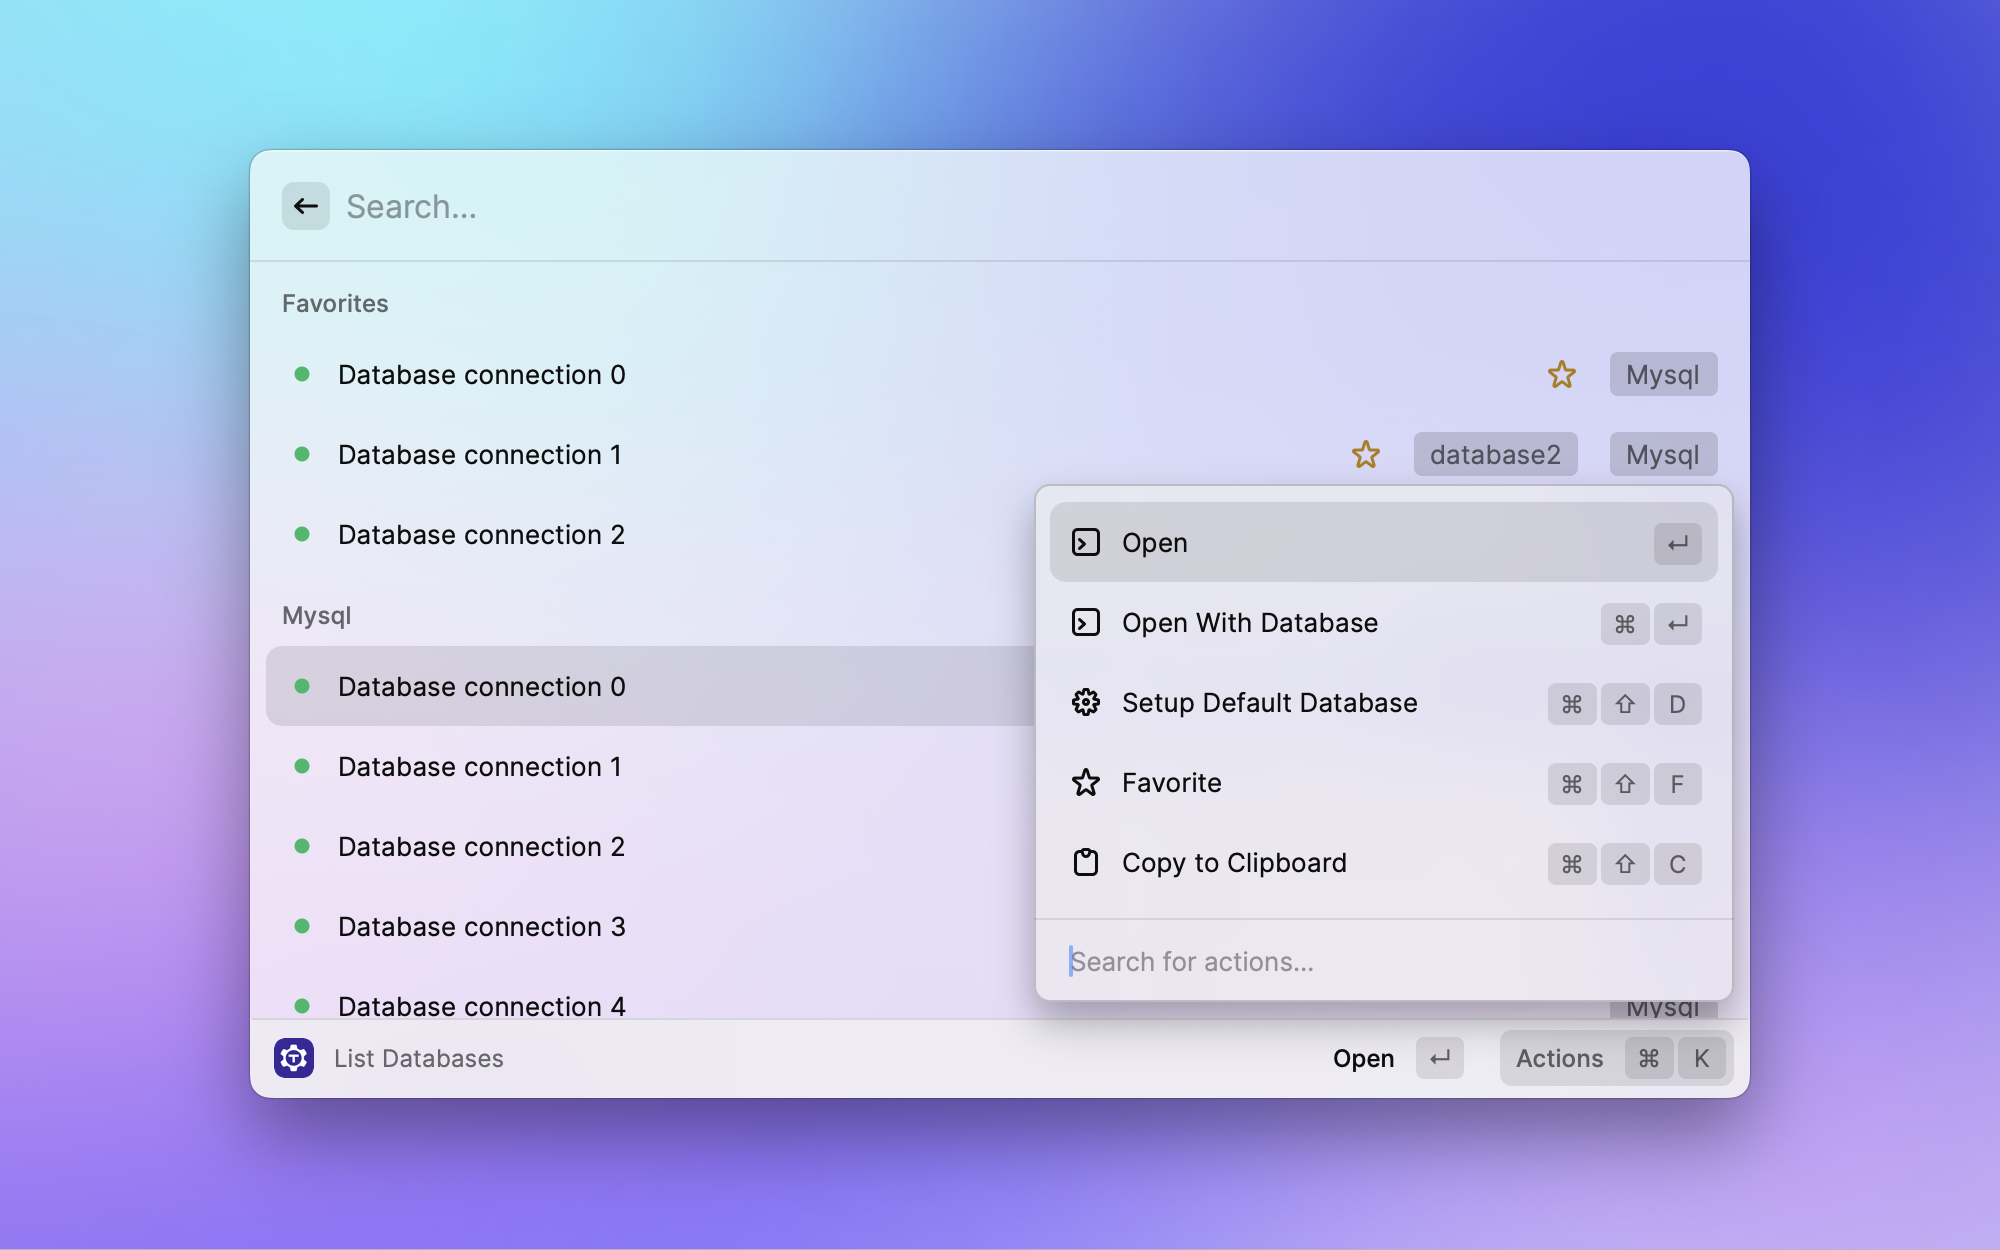 Search...
Favorites
Database connection 0 Mysql
Database connection 1 database2 Mysql
Database connection 2
Mysql
Database connection 0
Database connection 1
Database connection 2
Database connection 3
Database connection 4 Mysql
Open ↵
Open With Database ⌘ ↵
Setup Default Database ⌘ ⇧ D
Favorite ⌘ ⇧ F
Copy to Clipboard ⌘ ⇧ C
Search for actions...
List Databases Open ↵ Actions ⌘ K